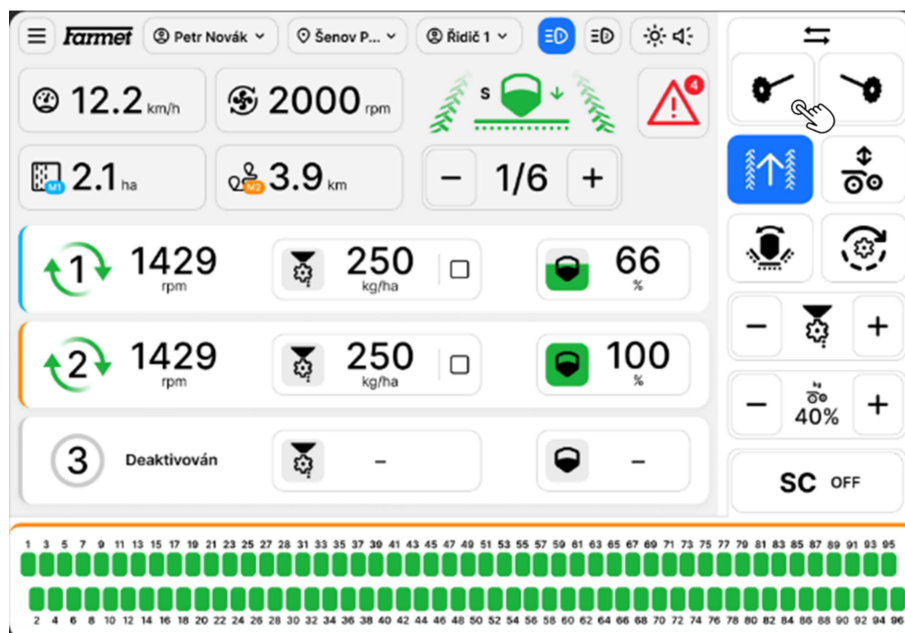 Farmet Petr Novák Šenov P... Řidič 1
12.2 km/h 2000 rpm S 4
M1 2.1 ha M2 3.9 km − 1/6 +
1 1429 rpm 250 kg/ha 66 %
2 1429 rpm 250 kg/ha 100 %
3 Deaktivován – –
− +
− kg 40% +
SC OFF
1 3 5 7 9 11 13 15 17 19 21 23 25 27 28 31 33 35 37 39 41 43 45 47 49 51 53 55 57 59 61 63 65 67 69 71 73 75 77 79 81 83 85 87 89 91 93 95
2 4 6 8 10 12 14 16 18 20 22 24 26 28 30 32 34 36 38 40 42 44 46 48 50 52 54 56 58 60 62 64 66 68 70 72 74 76 78 80 82 84 86 88 90 92 94 96